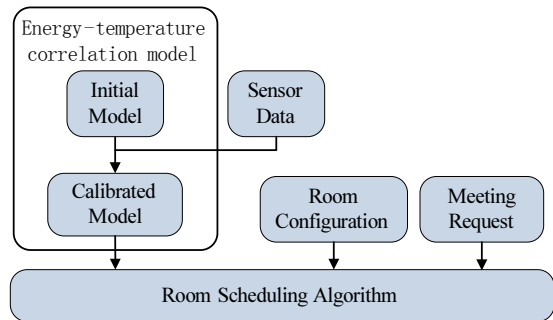 Energy-temperature
correlation model
Initial
Model
Sensor
Data
Calibrated
Model
Room
Configuration
Meeting
Request
Room Scheduling Algorithm